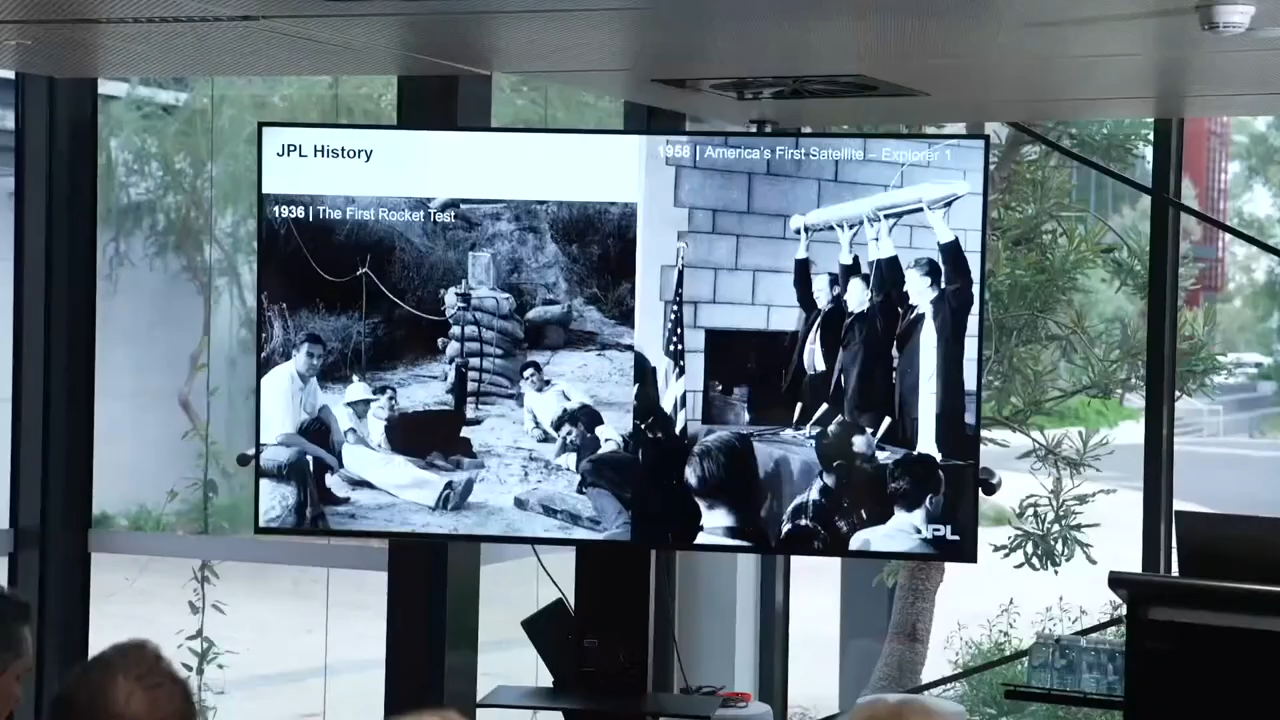 JPL History
1936 | The First Rocket Test
1958 | America's First Satellite – Explorer 1
JPL